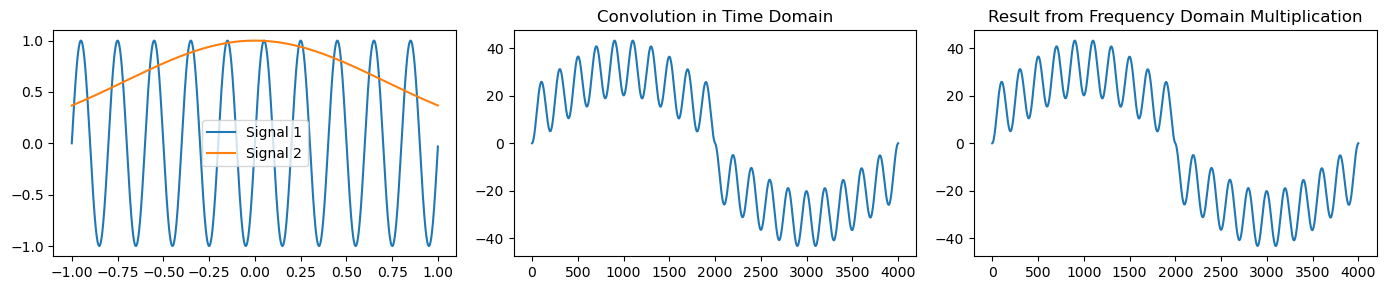 1.0
0.5
0.0
−0.5
−1.0
−1.00 −0.75 −0.50 −0.25 0.00 0.25 0.50 0.75 1.00
Signal 1
Signal 2
Convolution in Time Domain
40
20
0
−20
−40
0 500 1000 1500 2000 2500 3000 3500 4000
Result from Frequency Domain Multiplication
40
20
0
−20
−40
0 500 1000 1500 2000 2500 3000 3500 4000